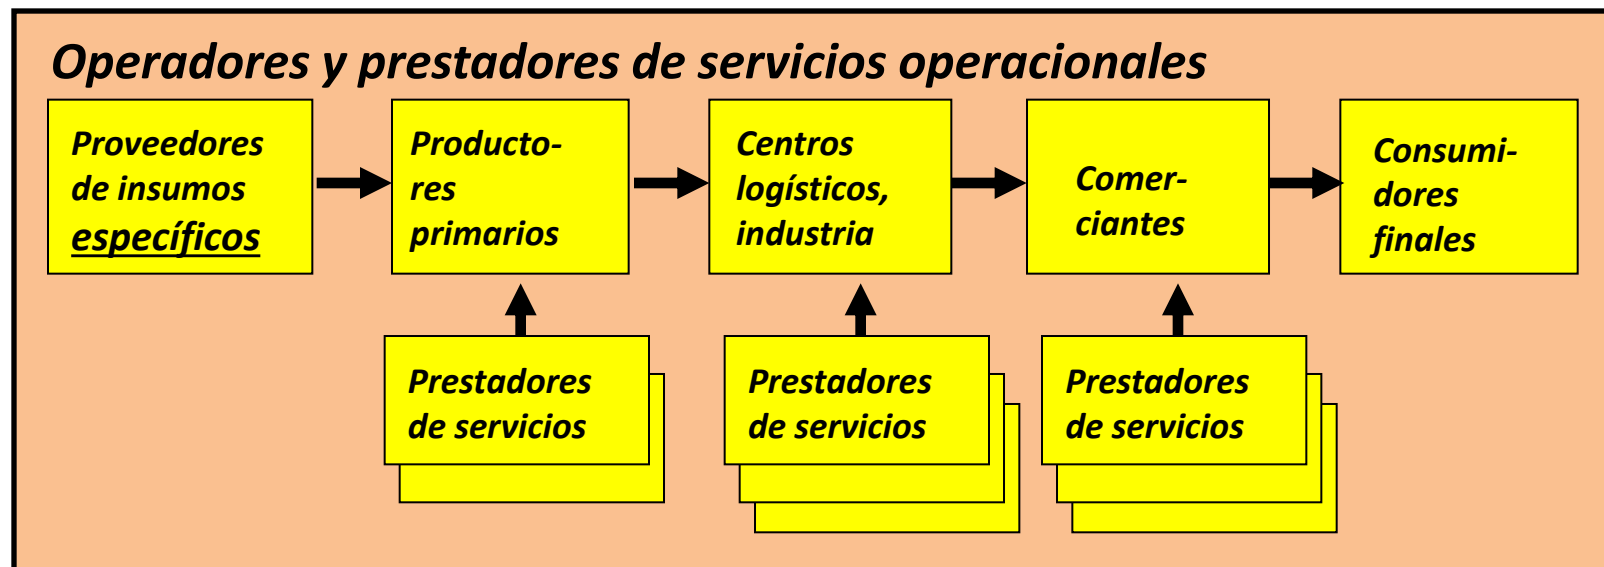 Operadores y prestadores de servicios operacionales
Proveedores
de insumos
específicos
Producto-
res
primarios
Centros
logísticos,
industria
Comer-
ciantes
Consumi-
dores
finales
Prestadores
de servicios
Prestadores
de servicios
Prestadores
de servicios